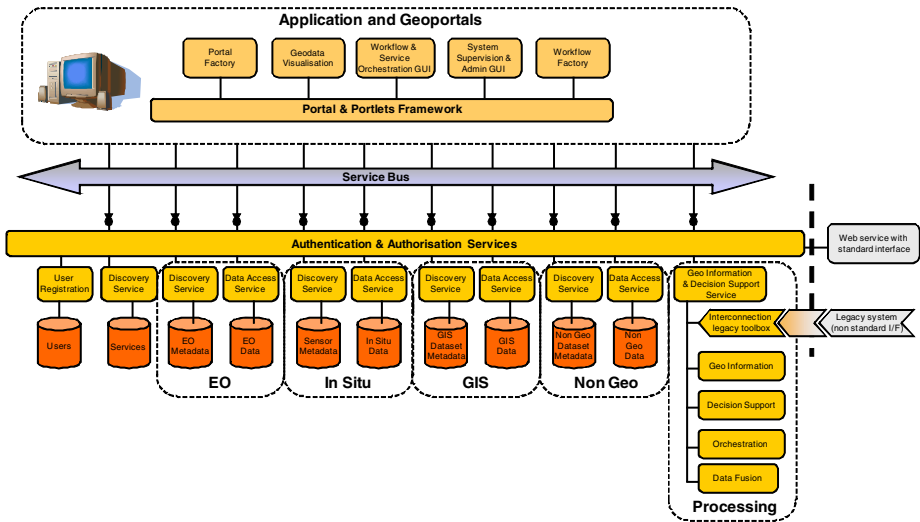 Application and Geoportals
Portal
Factory
Geodata
Visualisation
Workflow &
Service
Orchestration GUI
System
Supervision &
Admin GUI
Workflow
Factory
Portal & Portlets Framework
Service Bus
Authentication & Authorisation Services
Web service with
standard interface
User
Registration
Discovery
Service
Discovery
Service
Data Access
Service
Discovery
Service
Data Access
Service
Discovery
Service
Data Access
Service
Discovery
Service
Data Access
Service
Geo Information
& Decision Support
Service
Users
Services
EO
Metadata
EO
Data
Sensor
Metadata
In Situ
Data
GIS
Dataset
Metadata
GIS
Data
Non Geo
Dataset
Metadata
Non
Geo Data
Interconnection
legacy toolbox
Legacy system
(non standard I/F)
EO
In Situ
GIS
Non Geo
Geo Information
Decision Support
Orchestration
Data Fusion
Processing